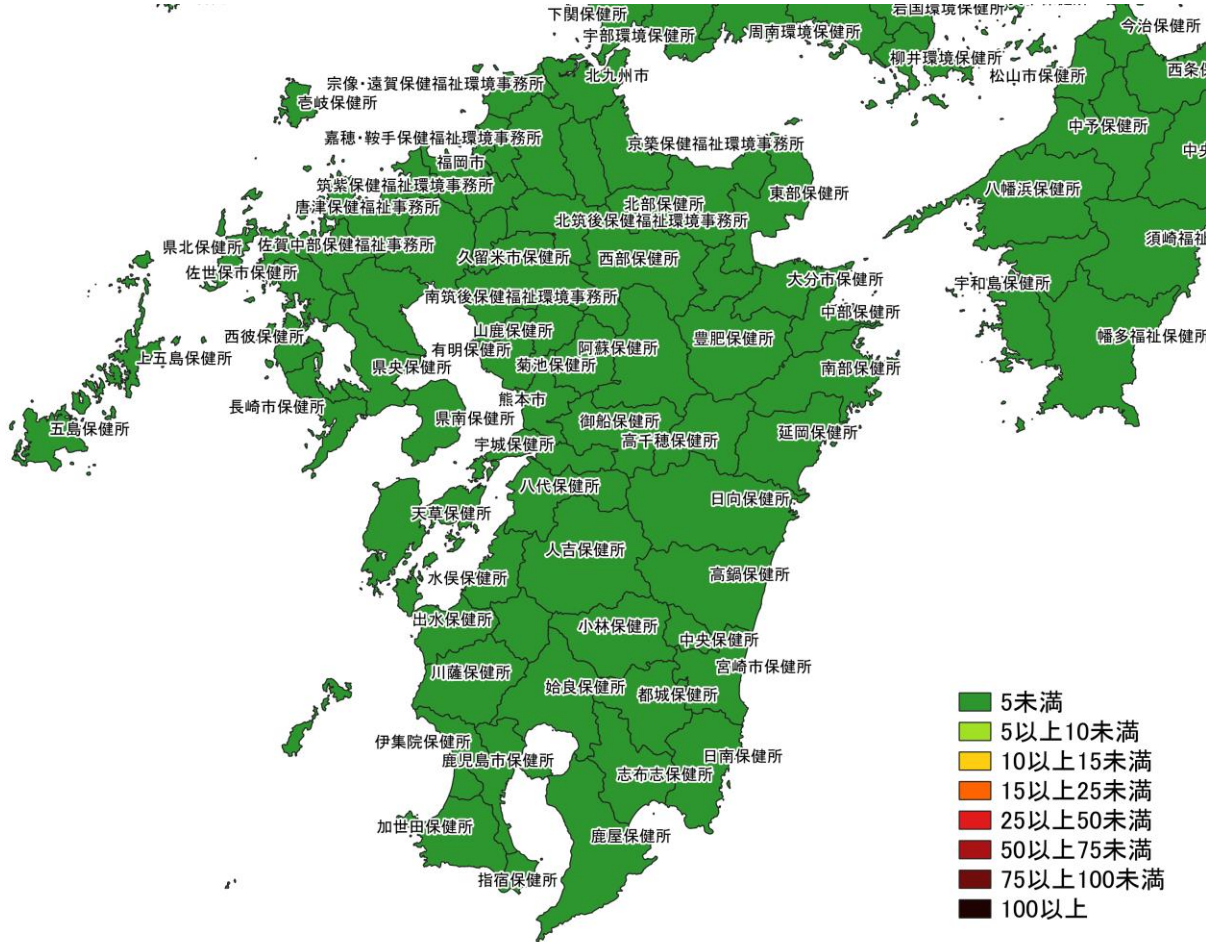 下関保健所
岩国環境保健所
宇部環境保健所
周南環境保健所
今治保健所
柳井環境保健所
松山市保健所
西条保
北九州市
宗像・遠賀保健福祉環境事務所
壱岐保健所
嘉穂・鞍手保健福祉環境事務所
京築保健福祉環境事務所
中予保健所
中央
福岡市
筑紫保健福祉環境事務所
東部保健所
八幡浜保健所
唐津保健福祉事務所
北部保健所
北筑後保健福祉環境事務所
県北保健所
佐賀中部保健福祉事務所
久留米市保健所
西部保健所
須崎福祉
佐世保市保健所
大分市保健所
宇和島保健所
南筑後保健福祉環境事務所
中部保健所
山鹿保健所
西彼保健所
豊肥保健所
幡多福祉保健所
有明保健所
阿蘇保健所
上五島保健所
県央保健所
菊池保健所
南部保健所
長崎市保健所
熊本市
県南保健所
御船保健所
五島保健所
延岡保健所
宇城保健所
高千穂保健所
八代保健所
日向保健所
天草保健所
人吉保健所
水俣保健所
高鍋保健所
出水保健所
小林保健所
中央保健所
宮崎市保健所
川薩保健所
姶良保健所
都城保健所
伊集院保健所
鹿児島市保健所
日南保健所
志布志保健所
加世田保健所
鹿屋保健所
指宿保健所
5未満
5以上10未満
10以上15未満
15以上25未満
25以上50未満
50以上75未満
75以上100未満
100以上